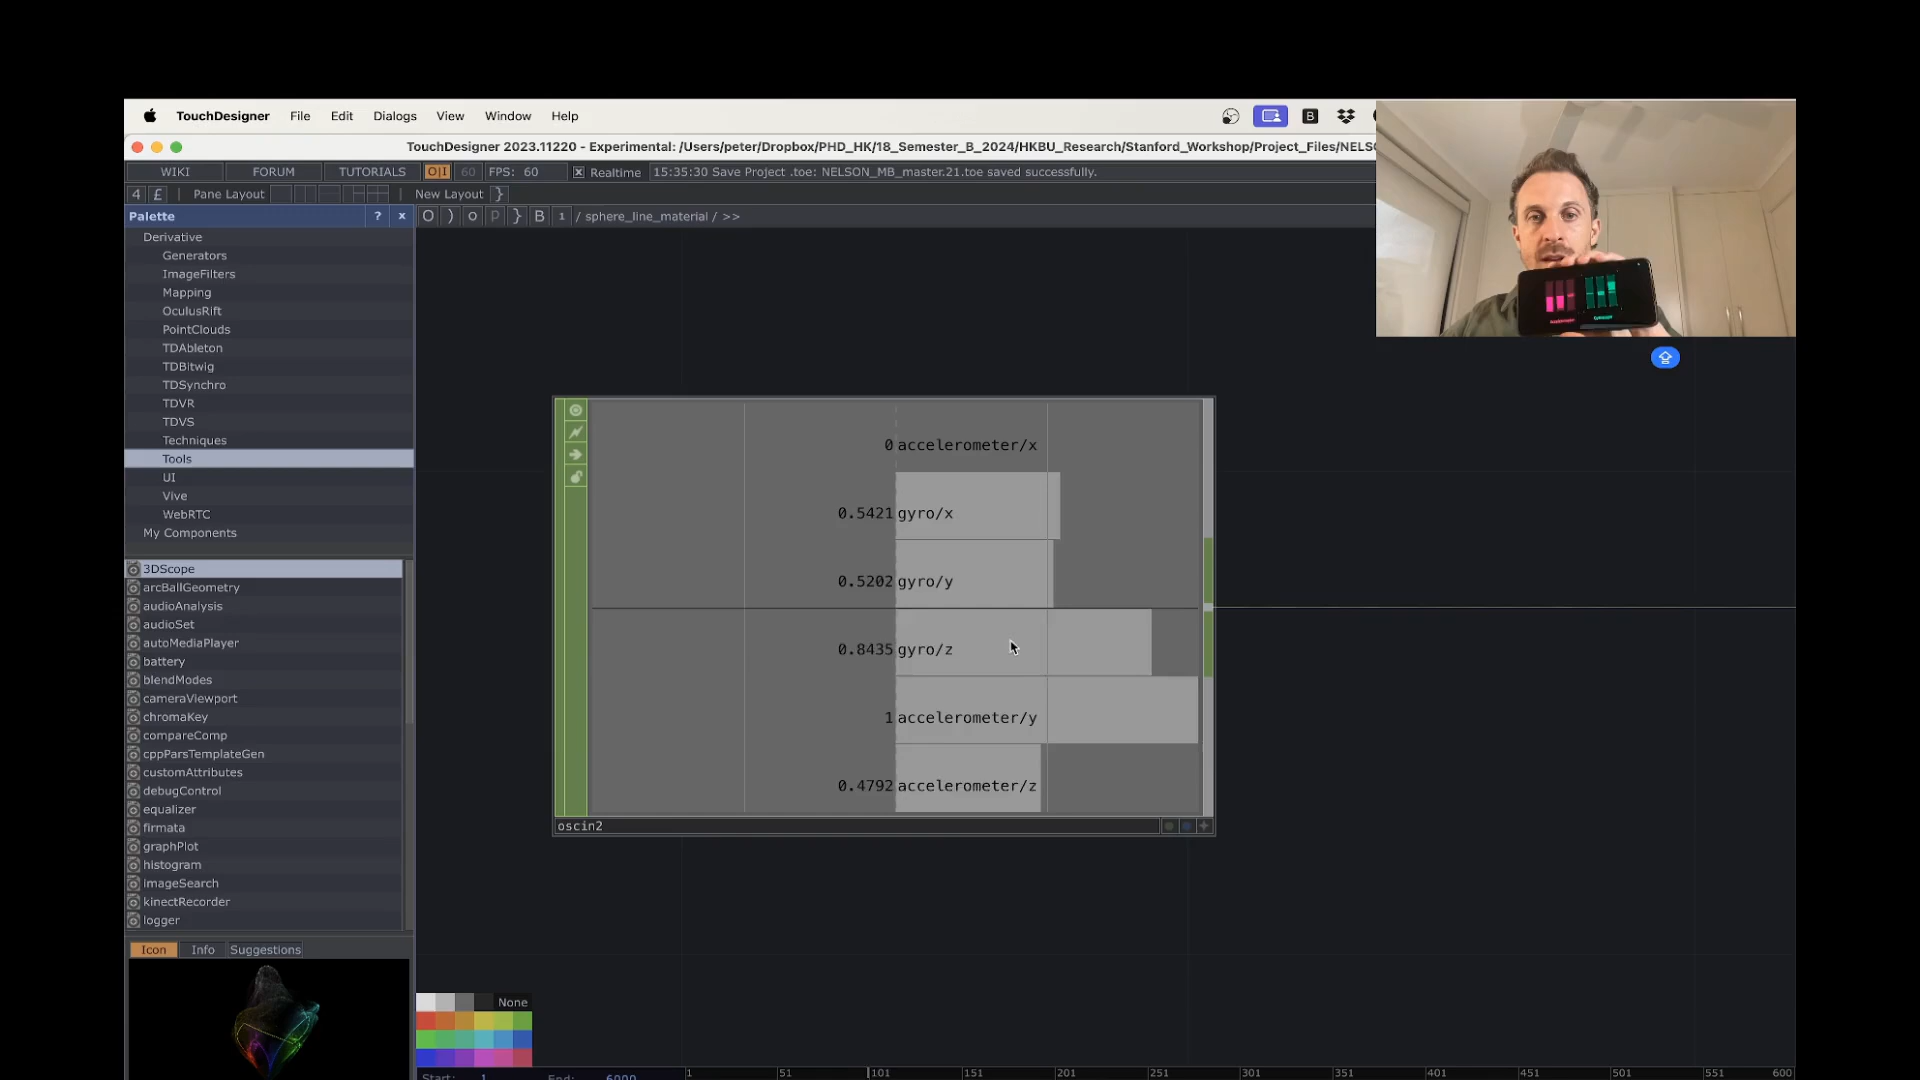 TouchDesigner File Edit Dialogs View Window Help
B
TouchDesigner 2023.11220 - Experimental: /Users/peter/Dropbox/PHD_HK/18_Semester_B_2024/HKBU_Research/Stanford_Workshop/Project_Files/NELS
WIKI FORUM TUTORIALS O|I 60 FPS: 60 Realtime 15:35:30 Save Project .toe: NELSON_MB_master.21.toe saved successfully.
4 £ Pane Layout New Layout }
Palette ? x O ) o P } B 1 / sphere_line_material / >>
Derivative
Generators
ImageFilters
Mapping
OculusRift
PointClouds
TDAbleton
TDBitwig
TDSynchro
TDVR
TDVS
Techniques
Tools
UI
Vive
WebRTC
My Components
3DScope
arcBallGeometry
audioAnalysis
audioSet
autoMediaPlayer
battery
blendModes
cameraViewport
chromaKey
compareComp
cppParsTemplateGen
customAttributes
debugControl
equalizer
firmata
graphPlot
histogram
imageSearch
kinectRecorder
logger
Icon Info Suggestions
0 accelerometer/x
0.5421 gyro/x
0.5202 gyro/y
0.8435 gyro/z
1 accelerometer/y
0.4792 accelerometer/z
oscin2
None
Start: 1 End: 6000
1 51 101 151 201 251 301 351 401 451 501 551 600